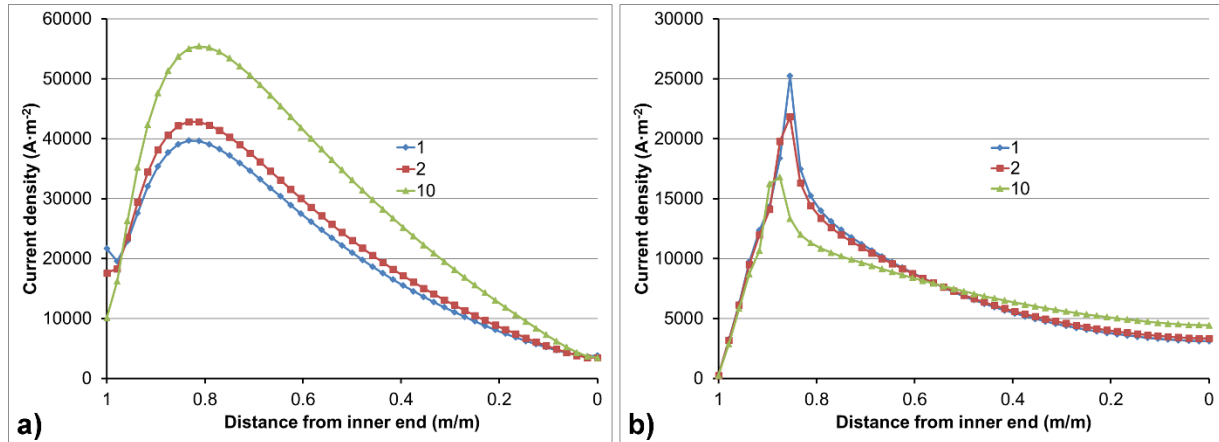 60000
50000
40000
30000
20000
10000
0
Current density (A·m⁻²)
1
2
10
1 0.8 0.6 0.4 0.2 0
Distance from inner end (m/m)
a)
30000
25000
20000
15000
10000
5000
0
Current density (A·m⁻²)
1
2
10
1 0.8 0.6 0.4 0.2 0
Distance from inner end (m/m)
b)